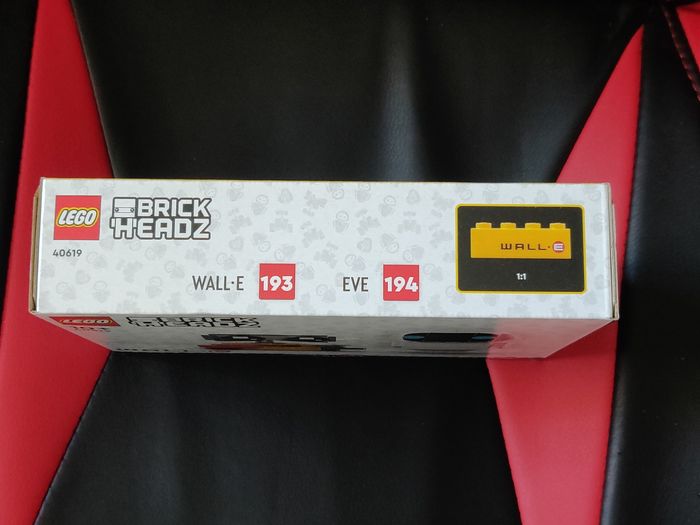 LEGO
BRICK
HEADZ
40619
WALL·E 193 EVE 194
WALL·E
1:1
LEGO BRICK HEADZ